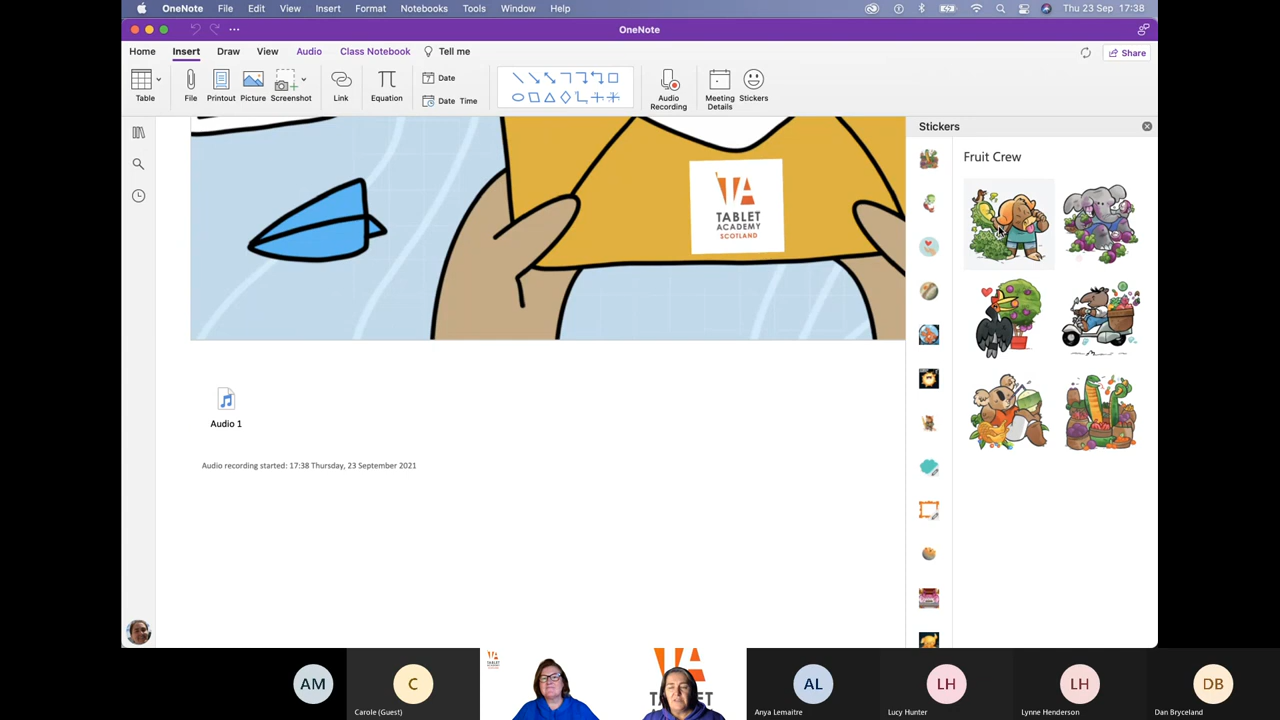 OneNote File Edit View Insert Format Notebooks Tools Window Help Thu 23 Sep 17:38
OneNote
Home Insert Draw View Audio Class Notebook Tell me Share
Table File Printout Picture Screenshot Link Equation Date Date Time Audio Recording Meeting Details Stickers
Stickers
Fruit Crew
TA
TABLET
ACADEMY
SCOTLAND
Audio 1
Audio recording started: 17:38 Thursday, 23 September 2021
AM C TA AL LH LH DB
TABLET
Carole (Guest) Anya Lemaitre Lucy Hunter Lynne Henderson Dan Bryceland